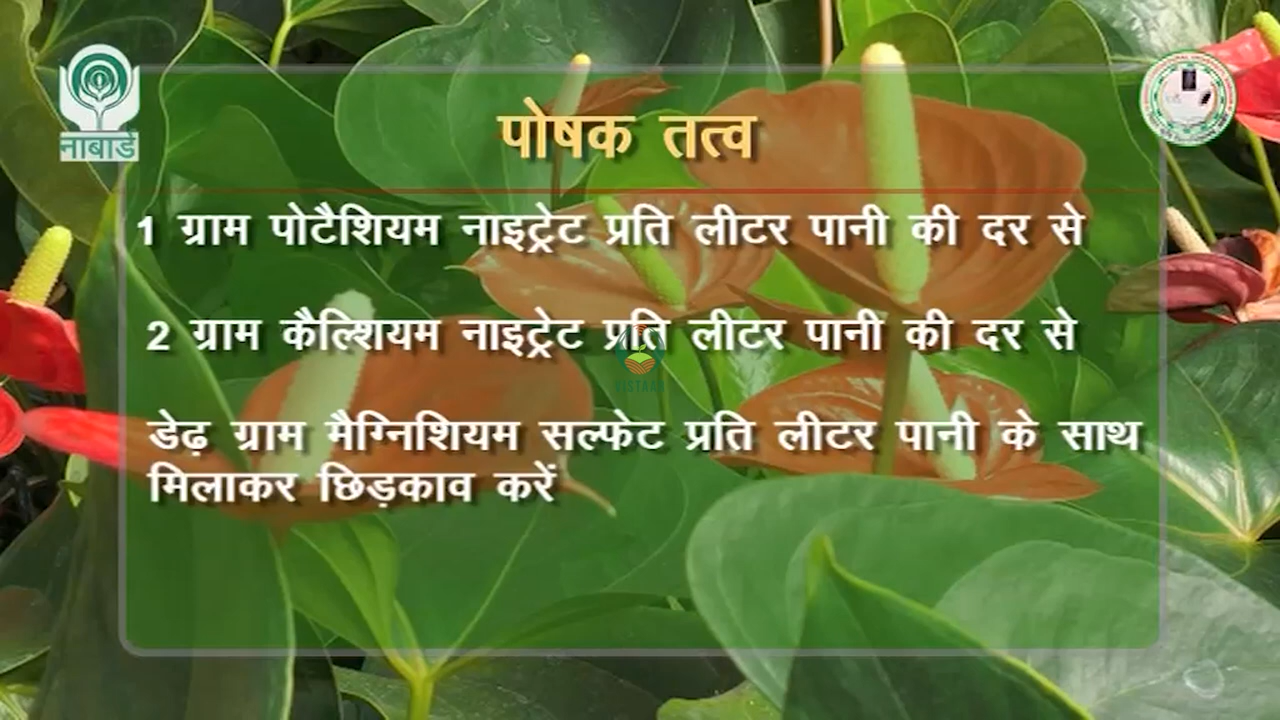 नाबार्ड
पोषक तत्व
1 ग्राम पोटैशियम नाइट्रेट प्रति लीटर पानी की दर से
2 ग्राम कैल्शियम नाइट्रेट प्रति लीटर पानी की दर से
VISTAAR
डेढ़ ग्राम मैग्निशियम सल्फेट प्रति लीटर पानी के साथ
मिलाकर छिड़काव करें